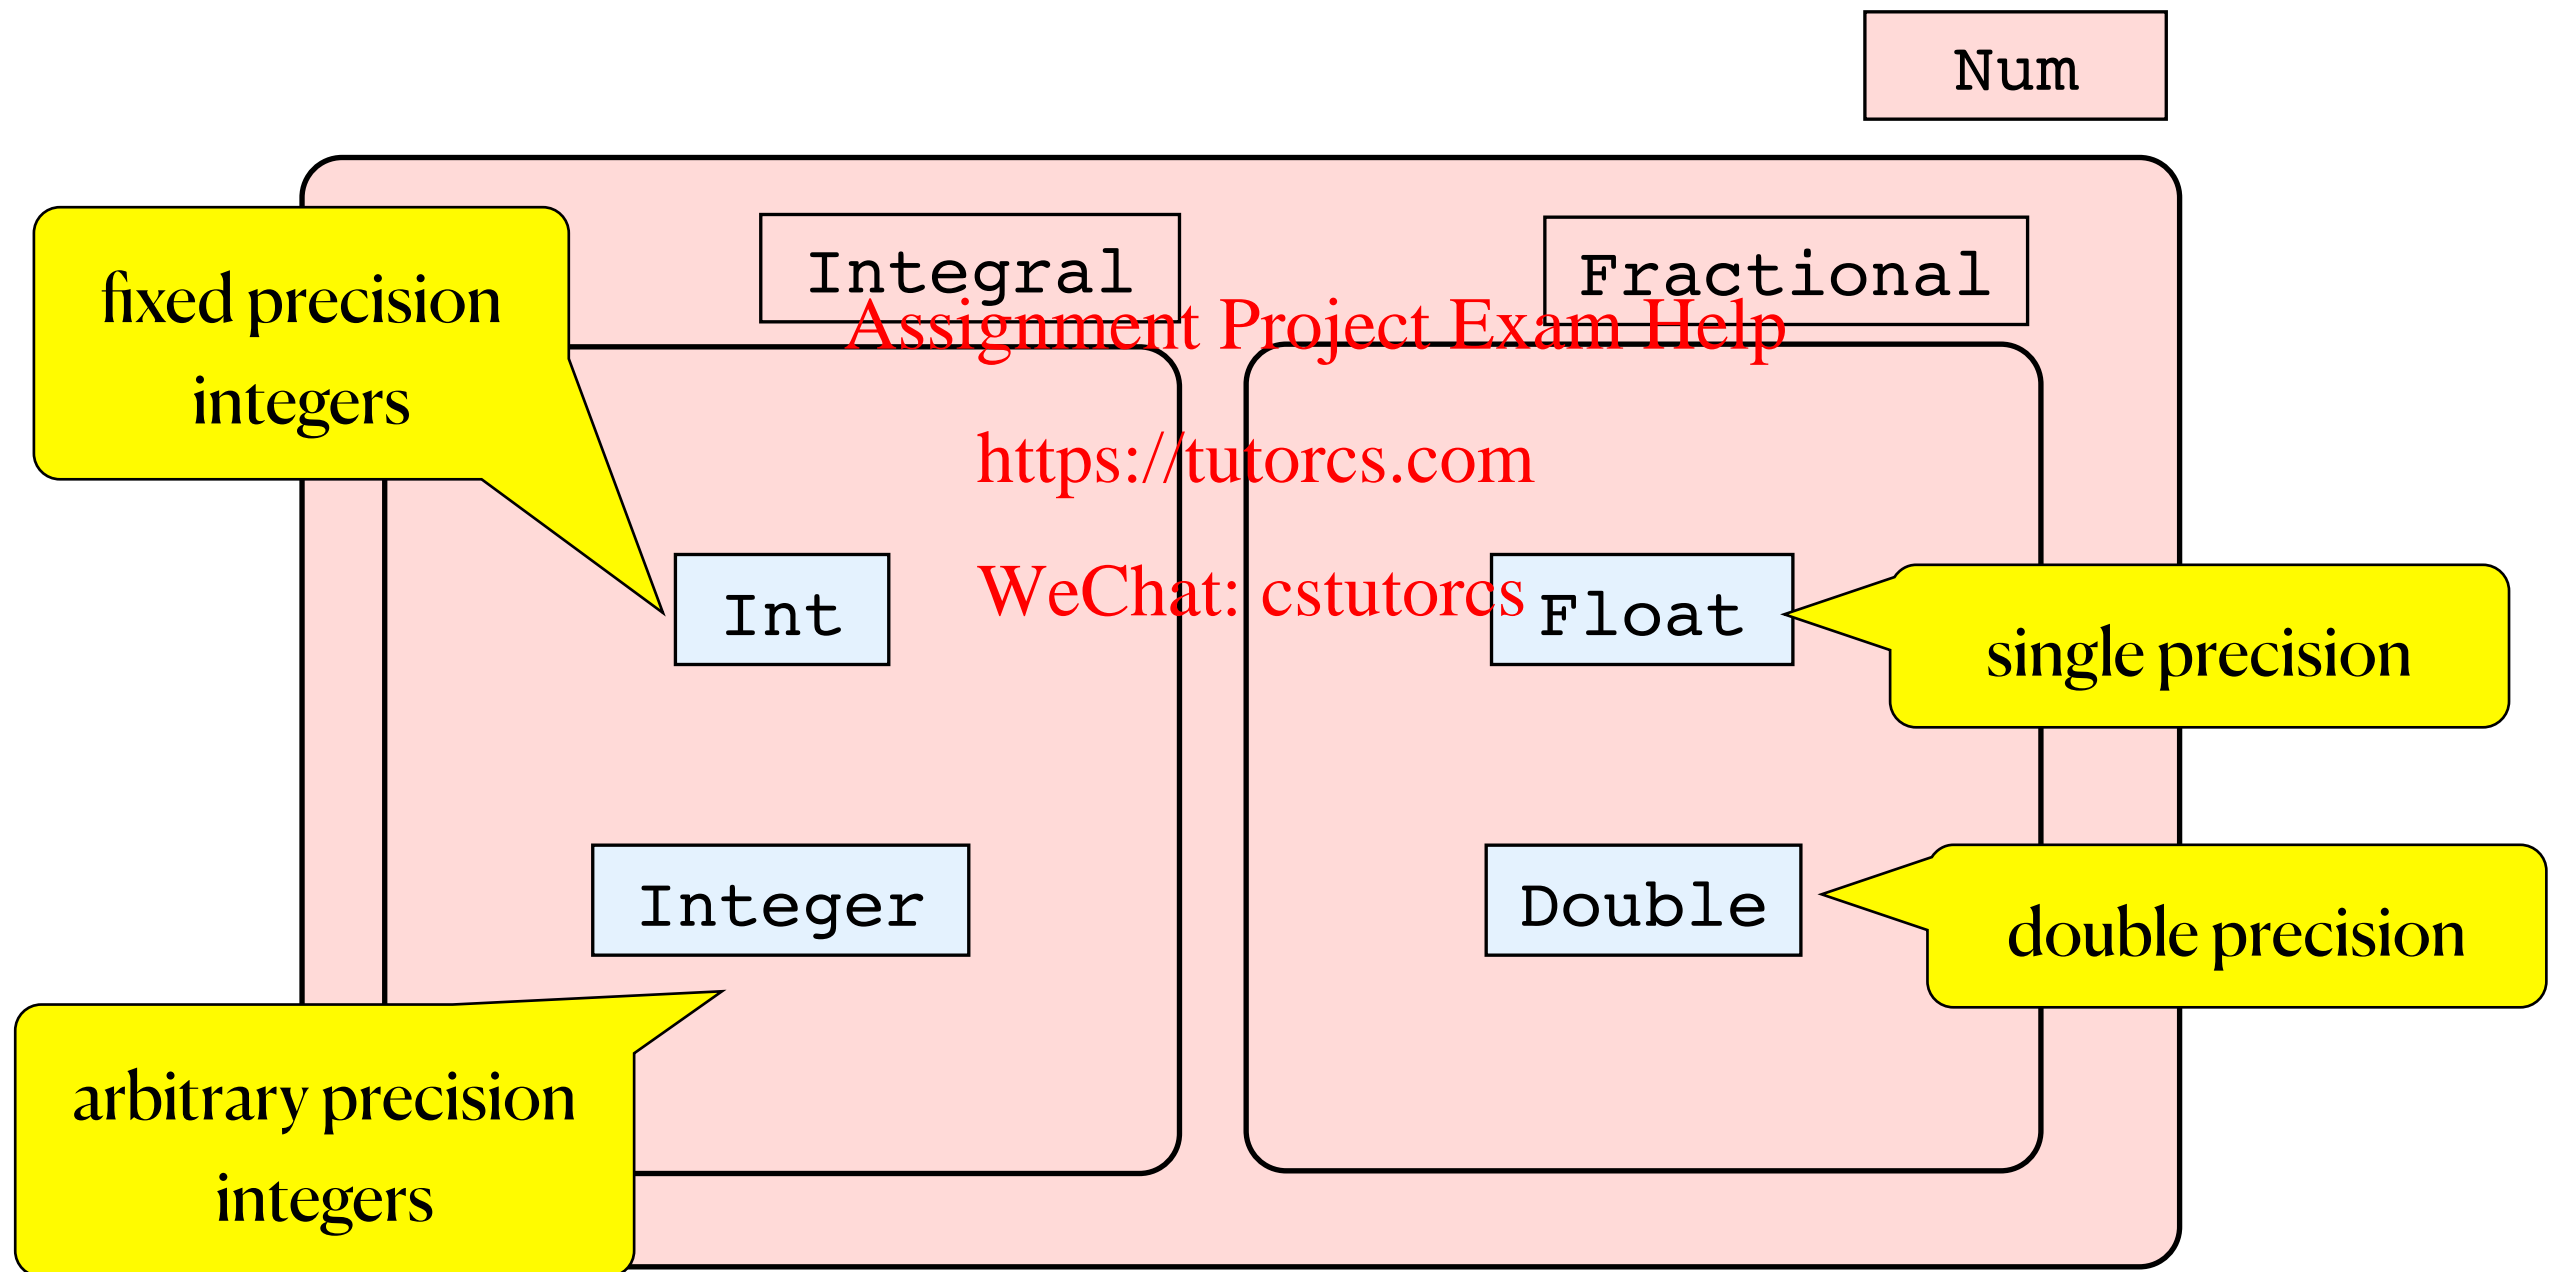 Num
Integral
Fractional
fixed precision
integers
Assignment Project Exam Help
https://tutorcs.com
WeChat: cstutorcs
Int
Float
single precision
Integer
Double
double precision
arbitrary precision
integers